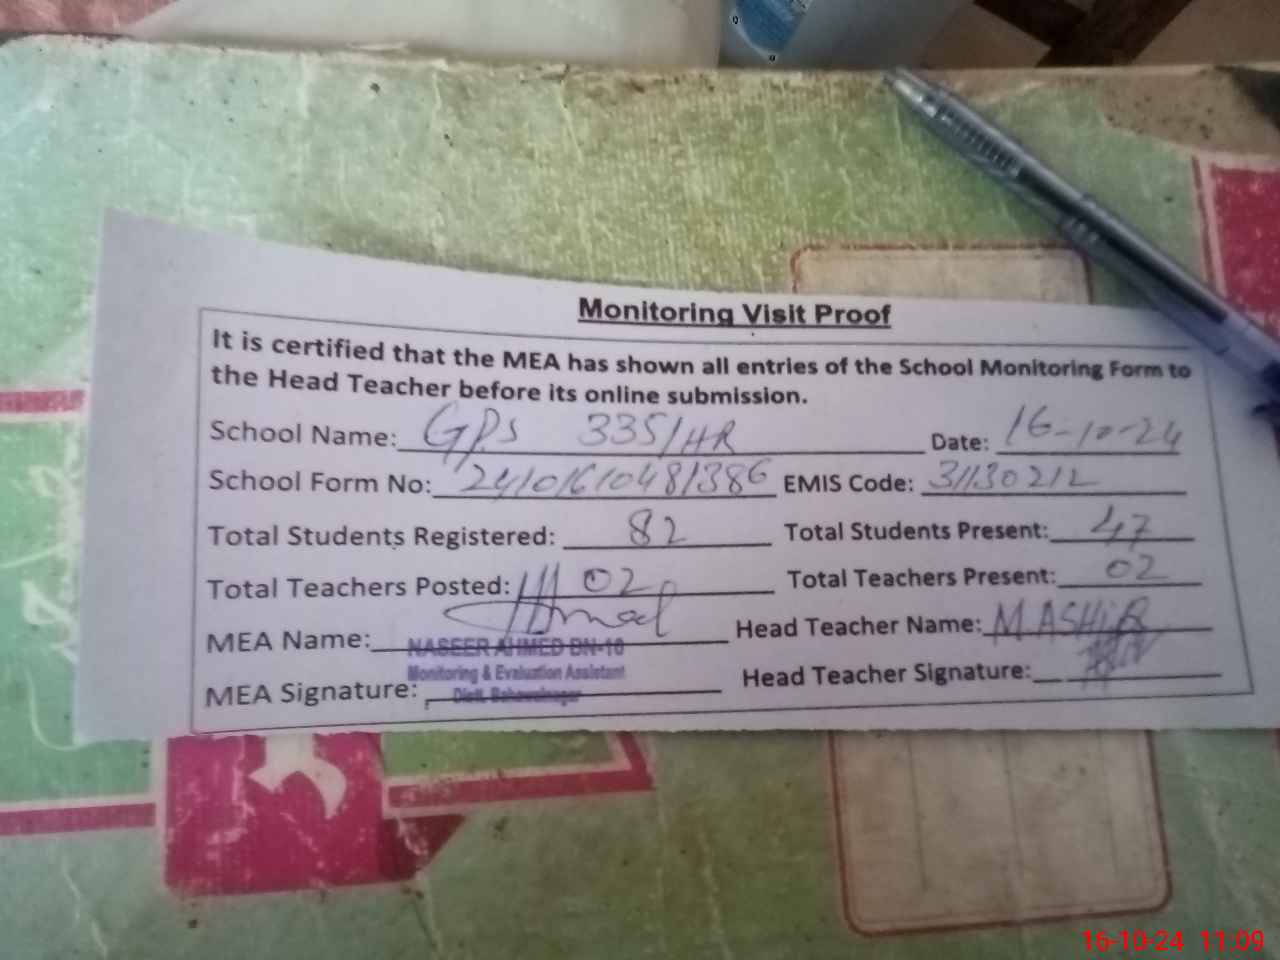 Monitoring Visit Proof
It is certified that the MEA has shown all entries of the School Monitoring Form to
the Head Teacher before its online submission.
School Name: GPS 335/HR Date: 16-10-24
School Form No: EMIS Code: 31130212
Total Students Registered: 82 Total Students Present: 47
Total Teachers Posted: 02 Total Teachers Present: 02
MEA Name: Head Teacher Name: M ASHIR
NASEER AHMED BN-10
Monitoring & Evaluation Assistant
MEA Signature: Distt. Bahawalnagar Head Teacher Signature:
16-10-24 11:09